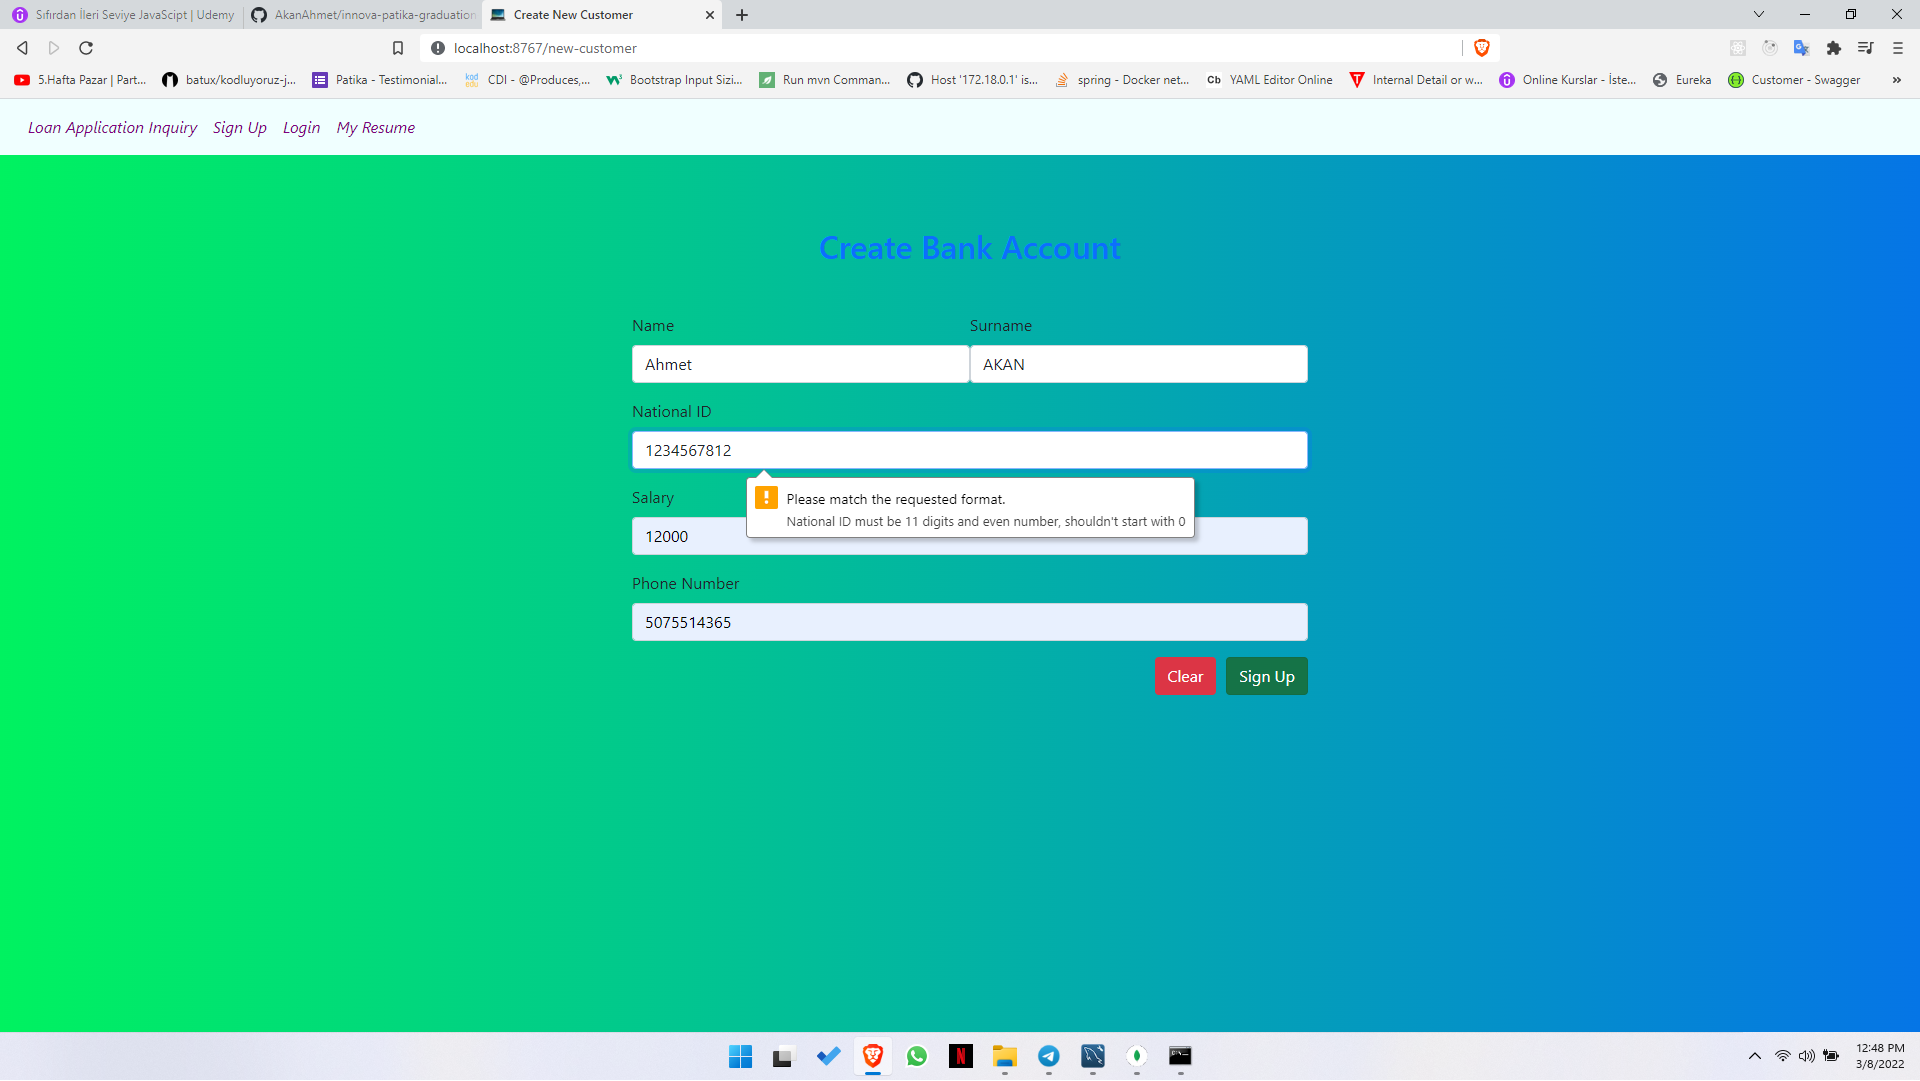 Sıfırdan İleri Seviye JavaScipt | Udemy
AkanAhmet/innova-patika-graduation
Create New Customer
localhost:8767/new-customer
5.Hafta Pazar | Part...
batux/kodluyoruz-j...
Patika - Testimonial...
CDI - @Produces,...
Bootstrap Input Sizi...
Run mvn Comman...
Host '172.18.0.1' is...
spring - Docker net...
Cb YAML Editor Online
Internal Detail or w...
Online Kurslar - İste...
Eureka
Customer - Swagger
»
Loan Application Inquiry Sign Up Login My Resume
Create Bank Account
Name Surname
Ahmet AKAN
National ID
1234567812
Please match the requested format.
National ID must be 11 digits and even number, shouldn't start with 0
Salary
12000
Phone Number
5075514365
Clear Sign Up
12:48 PM
3/8/2022